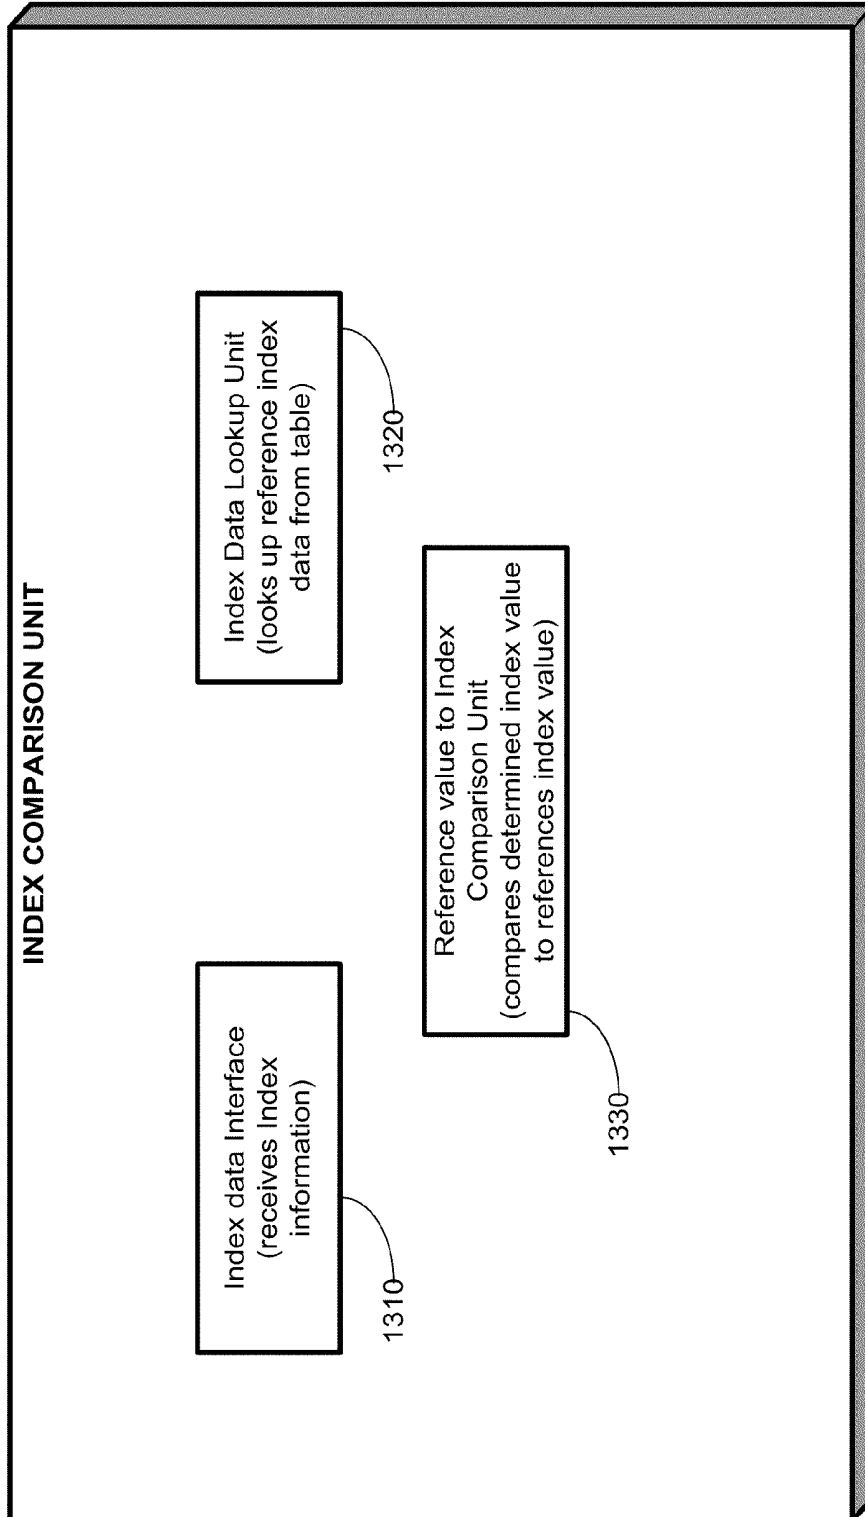 INDEX COMPARISON UNIT
Index data Interface
(receives Index
information)
1310
Index Data Lookup Unit
(looks up reference index
data from table)
1320
Reference value to Index
Comparison Unit
(compares determined index value
to references index value)
1330